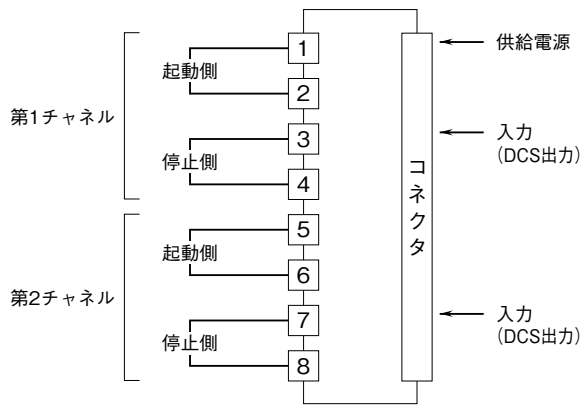 第1チャネル
起動側
停止側
第2チャネル
起動側
停止側
1
2
3
4
5
6
7
8
コネクタ
供給電源
入力
(DCS出力)
入力
(DCS出力)